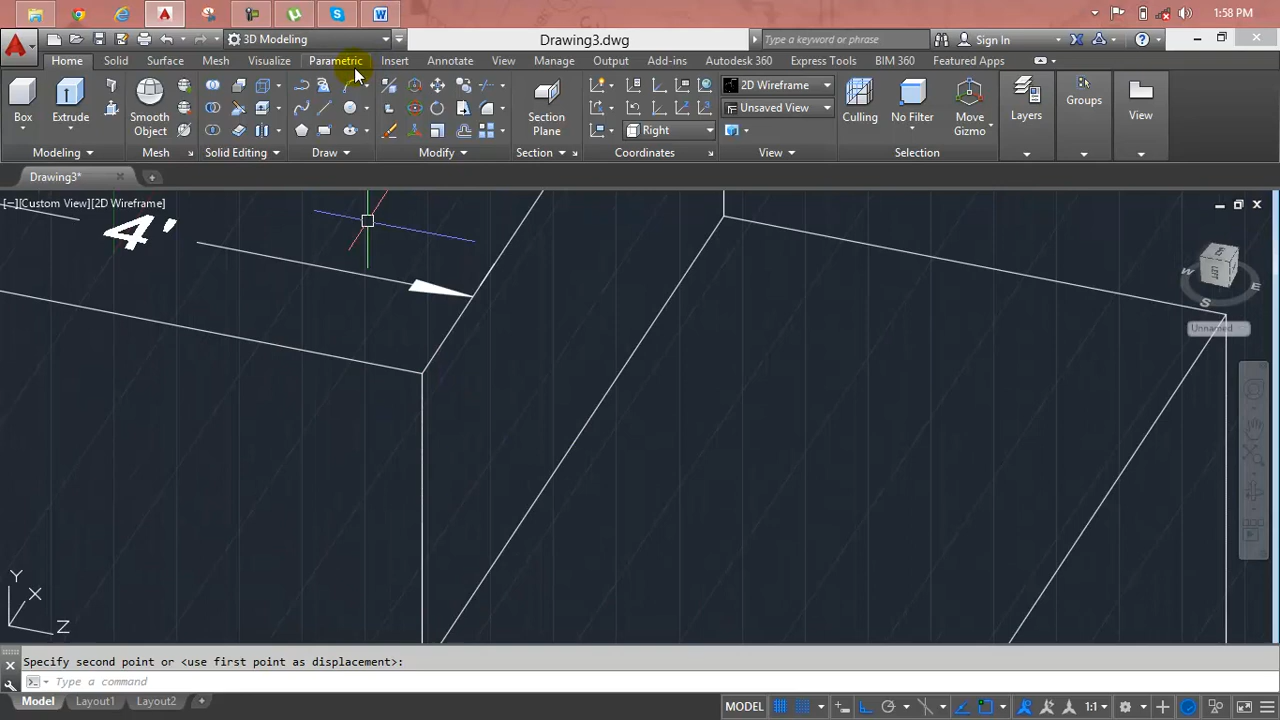 1:58 PM
3D Modeling
Drawing3.dwg
Type a keyword or phrase
Sign In
Home Solid Surface Mesh Visualize Parametric Insert Annotate View Manage Output Add-ins Autodesk 360 Express Tools BIM 360 Featured Apps
2D Wireframe
Unsaved View
Right
Box Extrude Smooth Object Section Plane Culling No Filter Move Gizmo Groups Layers View
Modeling Mesh Solid Editing Draw Modify Section Coordinates View Selection
Drawing3*
[−][Custom View][2D Wireframe]
4'
W S E
LEFT
Unnamed
Y
X
Z
Specify second point or <use first point as displacement>:
Type a command
Model Layout1 Layout2 +
MODEL 1:1